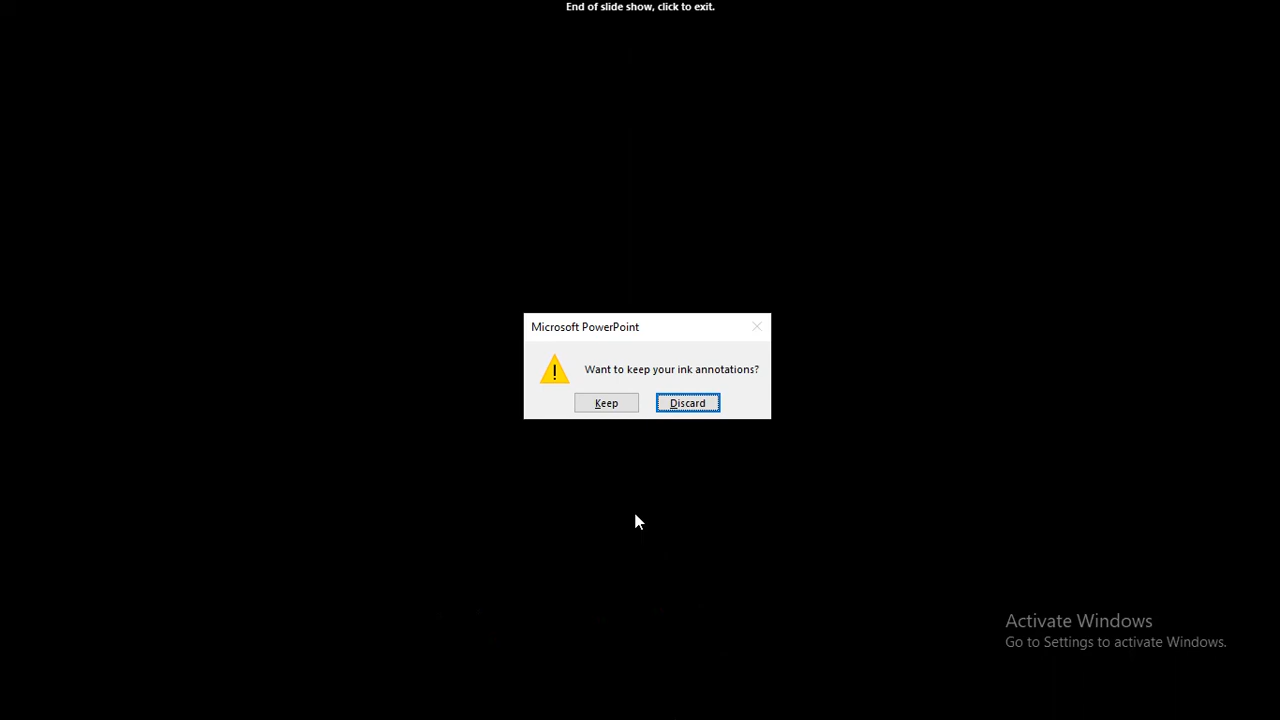 End of slide show, click to exit.
Microsoft PowerPoint
Want to keep your ink annotations?
Keep
Discard
Activate Windows
Go to Settings to activate Windows.